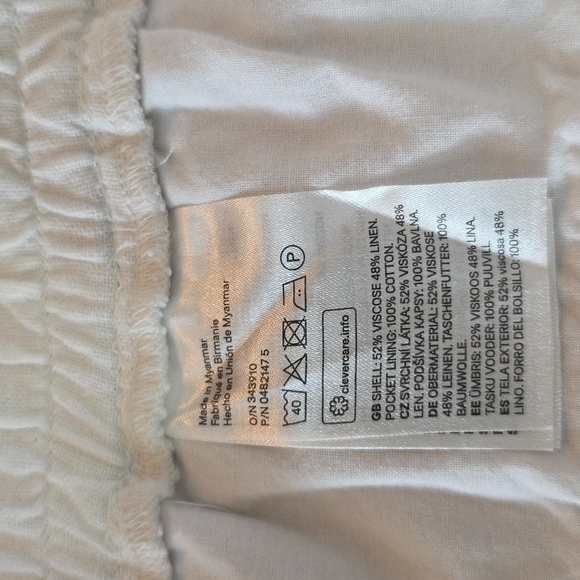 Made in Myanmar
Fabriqué en Birmanie
Hecho en Unión de Myanmar
O/N 343910
P/N 0482147 5
40 P
clevercare.info
GB SHELL: 52% VISCOSE 48% LINEN.
POCKET LINING: 100% COTTON.
CZ SVRCHNÍ LÁTKA: 52% VISKÓZA 48%
LEN. PODŠÍVKA KAPSY: 100% BAVLNA.
DE OBERMATERIAL: 52% VISKOSE
48% LEINEN. TASCHENFUTTER: 100%
BAUMWOLLE.
EE ÜMBRIS: 52% VISKOOS 48% LINA.
TASKU VOODER: 100% PUUVILL.
ES TELA EXTERIOR: 52% viscosa 48%
LINO. FORRO DEL BOLSILLO: 100%